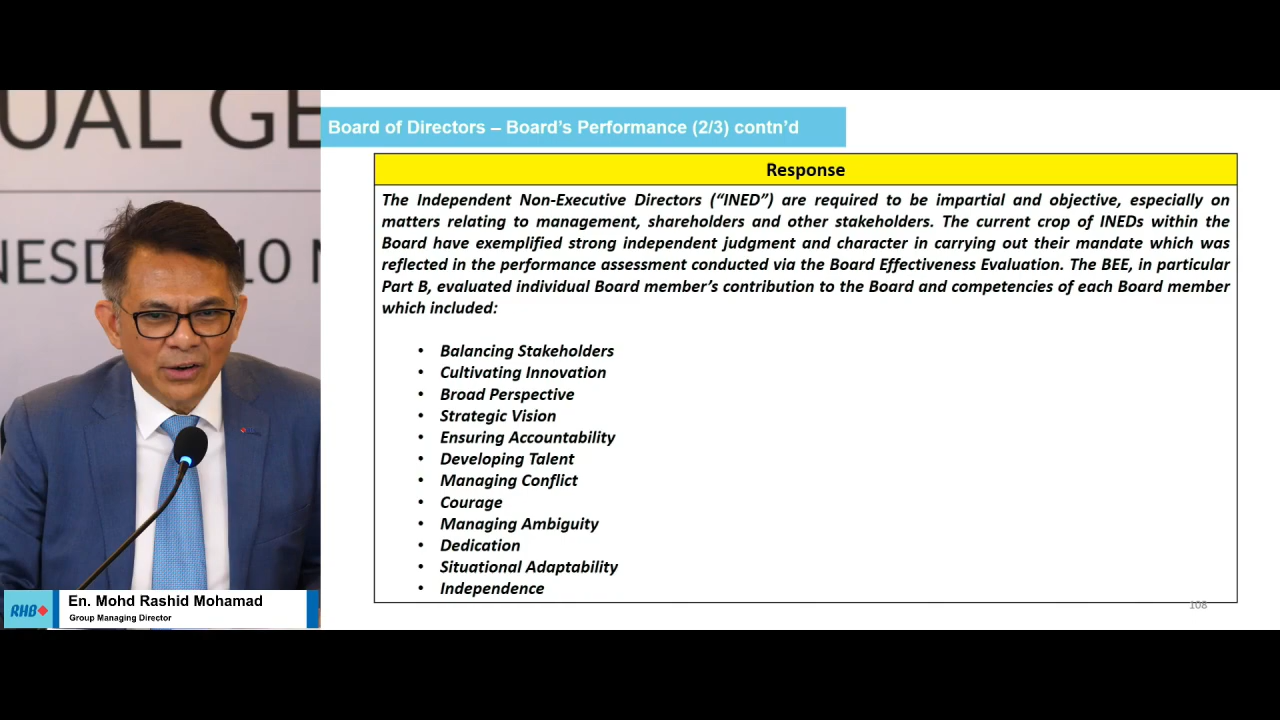 UAL GE
NESD 10
Board of Directors – Board's Performance (2/3) contn'd
Response
The Independent Non-Executive Directors (“INED”) are required to be impartial and objective, especially on
matters relating to management, shareholders and other stakeholders. The current crop of INEDs within the
Board have exemplified strong independent judgment and character in carrying out their mandate which was
reflected in the performance assessment conducted via the Board Effectiveness Evaluation. The BEE, in particular
Part B, evaluated individual Board member’s contribution to the Board and competencies of each Board member
which included:
• Balancing Stakeholders
• Cultivating Innovation
• Broad Perspective
• Strategic Vision
• Ensuring Accountability
• Developing Talent
• Managing Conflict
• Courage
• Managing Ambiguity
• Dedication
• Situational Adaptability
• Independence
108
RHB
En. Mohd Rashid Mohamad
Group Managing Director